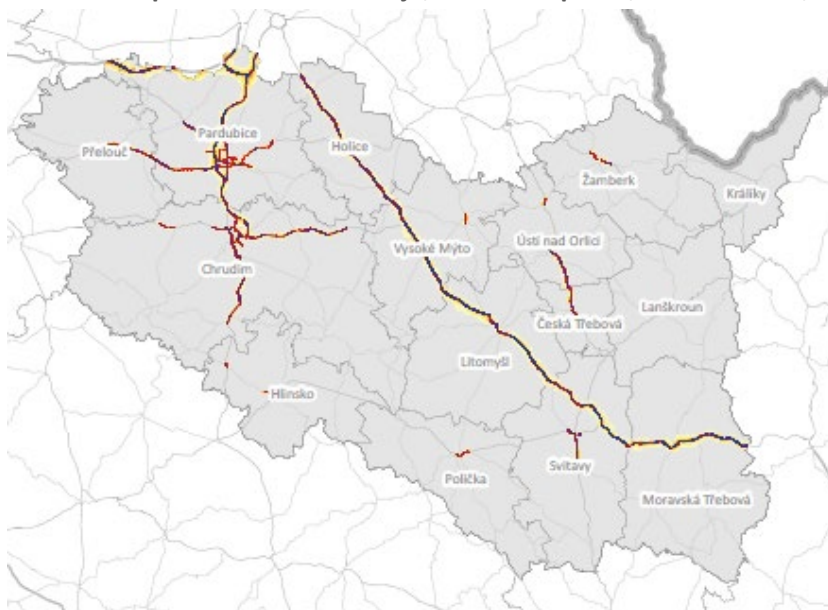 Pardubice
Holice
Přelouč
Žamberk
Králíky
Vysoké Mýto
Ústí nad Orlicí
Chrudim
Lanškroun
Česká Třebová
Litomyšl
Hlinsko
Svitavy
Polička
Moravská Třebová